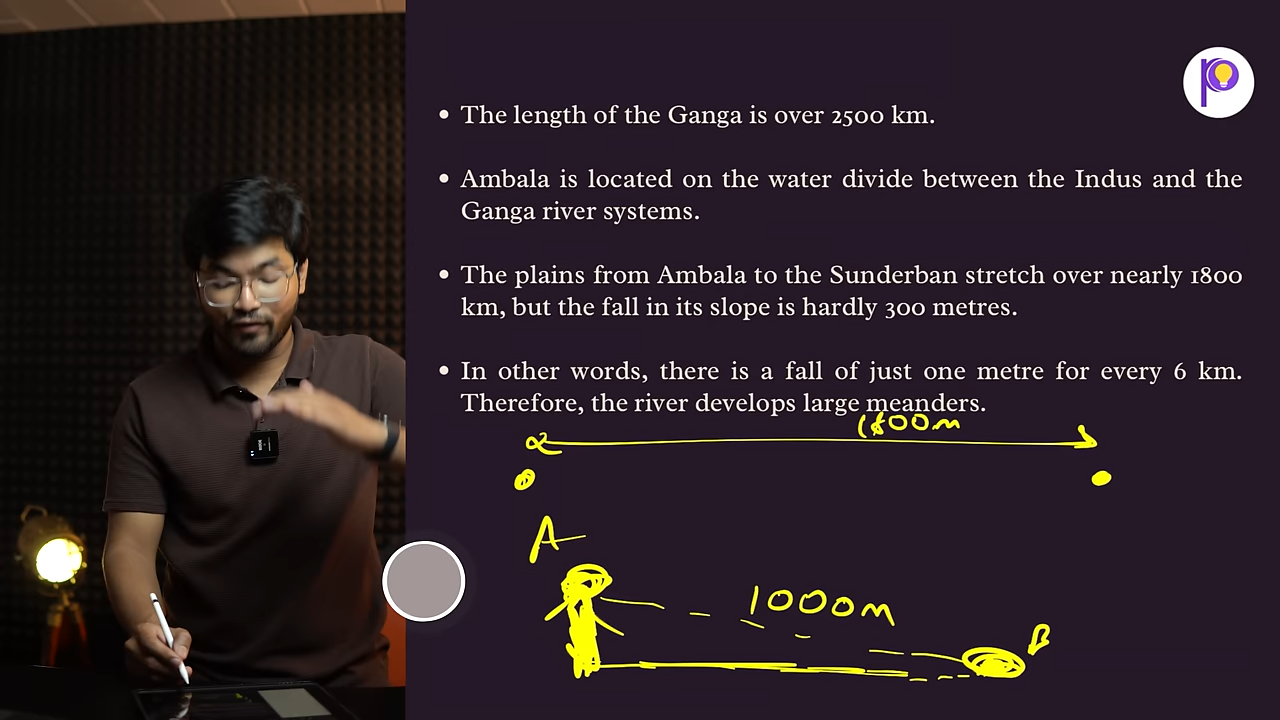 • The length of the Ganga is over 2500 km.
• Ambala is located on the water divide between the Indus and the
Ganga river systems.
• The plains from Ambala to the Sunderban stretch over nearly 1800
km, but the fall in its slope is hardly 300 metres.
• In other words, there is a fall of just one metre for every 6 km.
Therefore, the river develops large meanders.
1800m
A
1000m
B